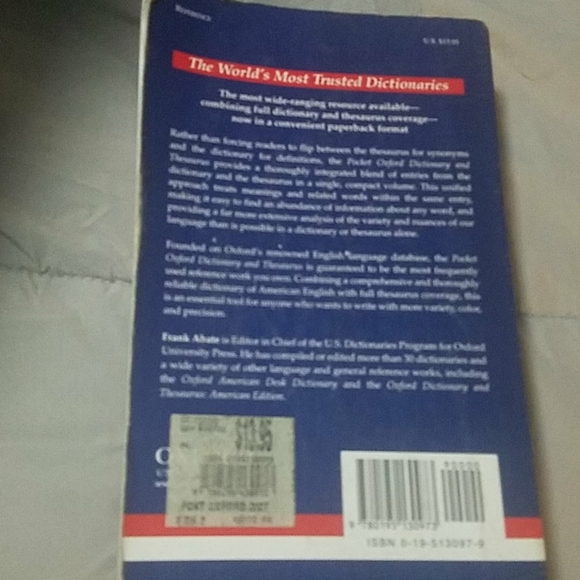 REFERENCE
U.S. $12.95
The World's Most Trusted Dictionaries
The most wide-ranging resource available—
combining full dictionary and thesaurus coverage—
now in a convenient paperback format
Rather than forcing readers to flip between the thesaurus for synonyms
and the dictionary for definitions, the Pocket Oxford Dictionary and
Thesaurus provides a thoroughly integrated blend of entries from the
dictionary and the thesaurus in a single, compact volume. This unified
approach treats meanings and related words within the same entry,
making it easy to find an abundance of information about any word, and
providing a far more extensive analysis of the variety and nuances of our
language than is possible in a dictionary or thesaurus alone.
Founded on Oxford's renowned English language database, the Pocket
Oxford Dictionary and Thesaurus is guaranteed to be the most frequently
used reference work you own. Combining a comprehensive and thoroughly
reliable dictionary of American English with full thesaurus coverage, this
is an essential tool for anyone who wants to write with more variety, color,
and precision.
Frank Abate is Editor in Chief of the U.S. Dictionaries Program for Oxford
University Press. He has compiled or edited more than 30 dictionaries and
a wide variety of other language and general reference works, including
the Oxford American Desk Dictionary and the Oxford Dictionary and
Thesaurus: American Edition.
$12.95
PCKT OXFORD DICT
9 780195 130973
ISBN 0-19-513097-9